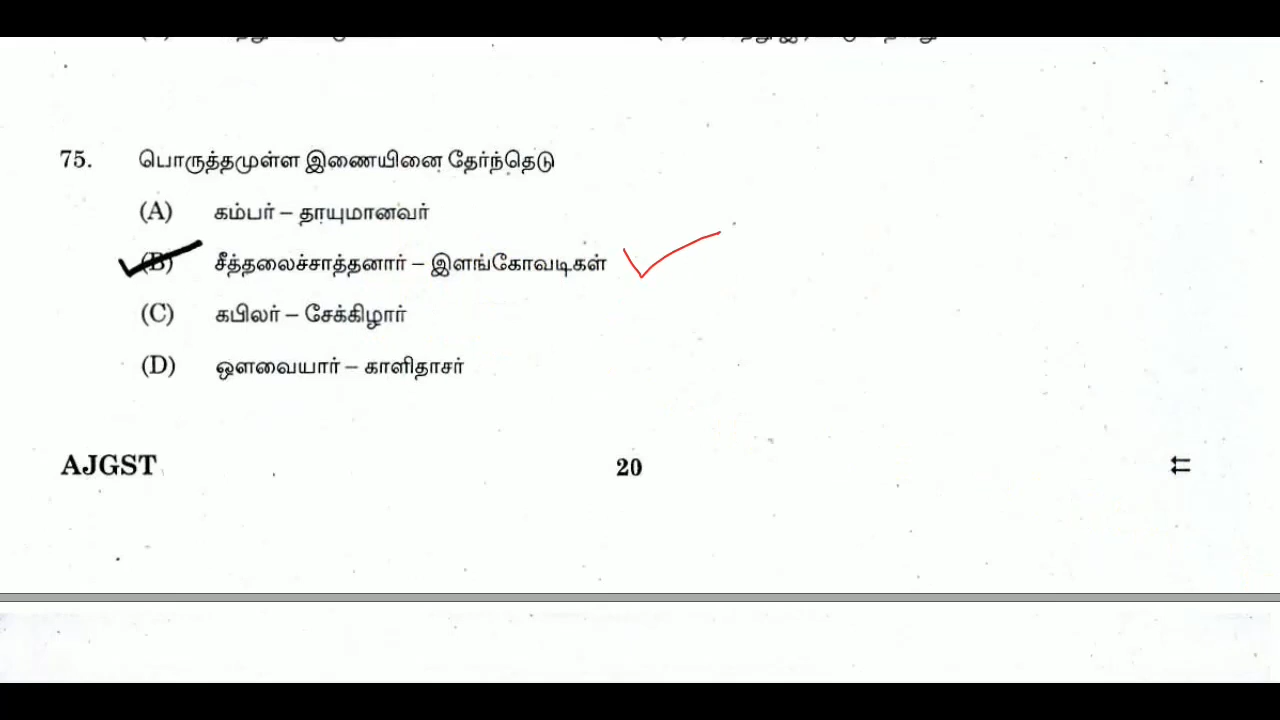 75. பொருத்தமுள்ள இணையினை தேர்ந்தெடு
(A) கம்பர் – தாயுமானவர்
(B) சீத்தலைச்சாத்தனார் – இளங்கோவடிகள்
(C) கபிலர் – சேக்கிழார்
(D) ஔவையார் – காளிதாசர்
AJGST 20